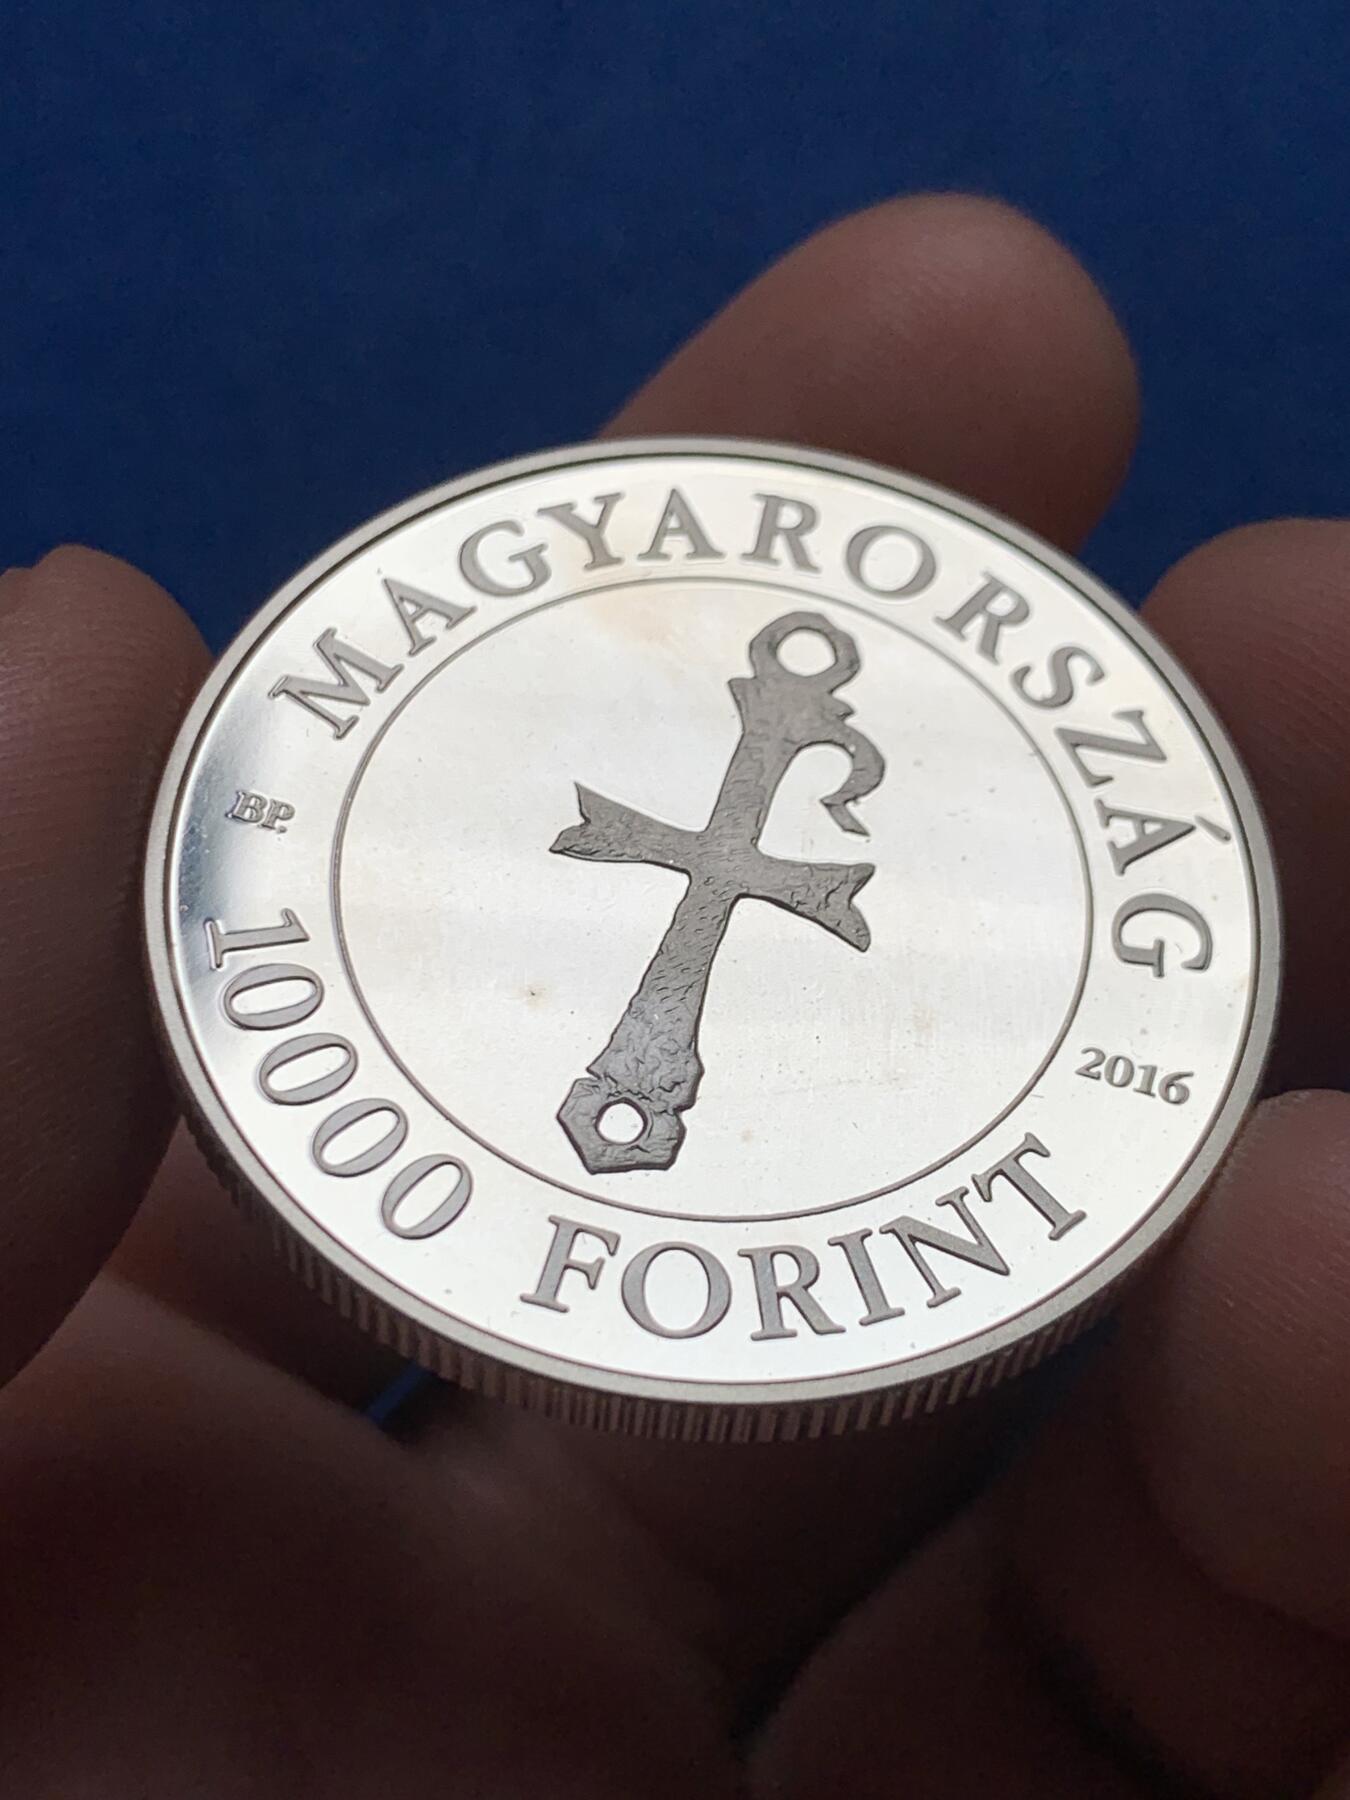 MAGYARORSZÁG
BP.
2016
10000 FORINT